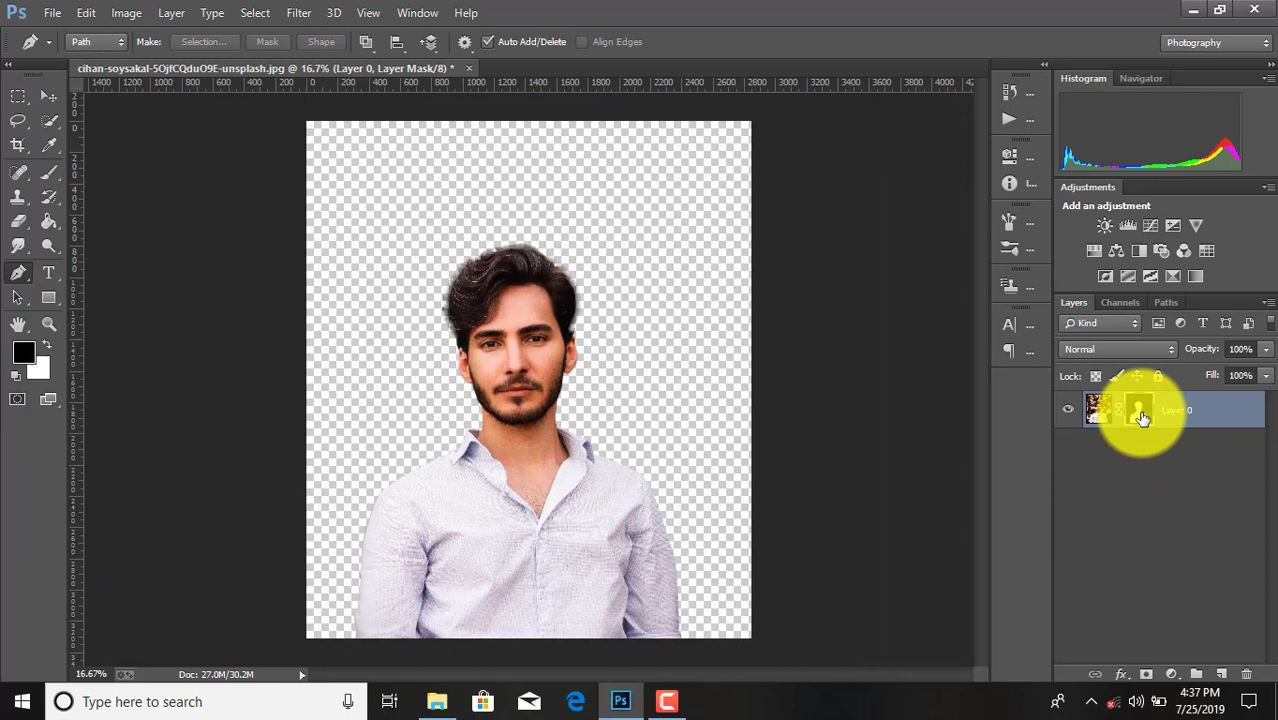 Ps File Edit Image Layer Type Select Filter 3D View Window Help
Path Make: Selection... Mask Shape Auto Add/Delete Align Edges Photography
cihan-soysakal-5OjfCQduO9E-unsplash.jpg @ 16.7% (Layer 0, Layer Mask/8) *
1400 1200 1000 800 600 400 200 0 200 400 600 800 1000 1200 1400 1600 1800 2000 2200 2400 2600 2800 3000 3200 3400 3600 3800 4000
Histogram Navigator
Adjustments
Add an adjustment
Layers Channels Paths
Kind
Normal Opacity: 100%
Lock: Fill: 100%
Layer 0
16.67% Doc: 27.0M/30.2M
Type here to search
Ps
4:37 PM
7/25/2019